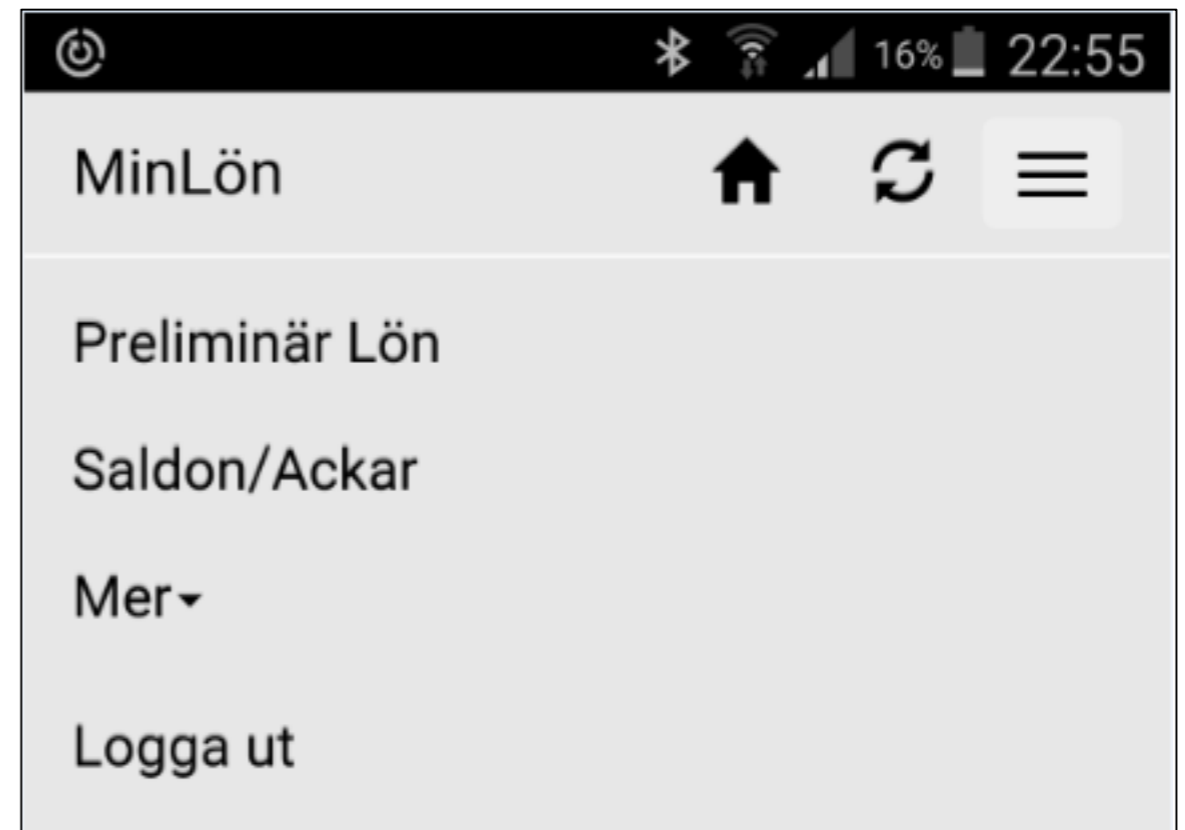 16% 22:55
MinLön
Preliminär Lön
Saldon/Ackar
Mer
Logga ut